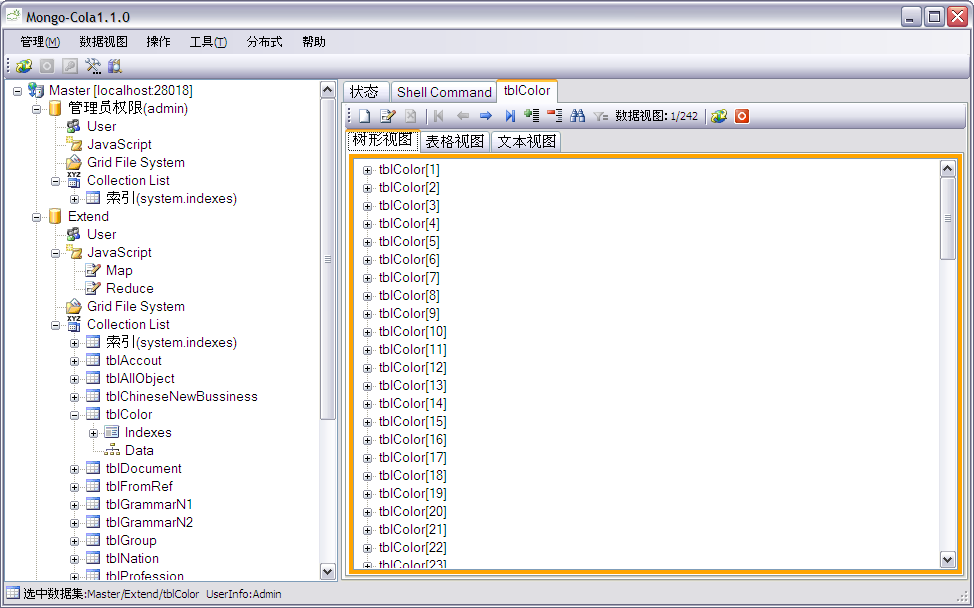 Mongo-Cola1.1.0
管理(M) 数据视图 操作 工具(T) 分布式 帮助
Master [localhost:28018]
管理员权限(admin)
User
JavaScript
Grid File System
XYZ
Collection List
索引(system.indexes)
Extend
User
JavaScript
Map
Reduce
Grid File System
XYZ
Collection List
索引(system.indexes)
tblAccout
tblAllObject
tblChineseNewBussiness
tblColor
Indexes
Data
tblDocument
tblFromRef
tblGrammarN1
tblGrammarN2
tblGroup
tblNation
tblProfession
状态 Shell Command tblColor
数据视图: 1/242
树形视图 表格视图 文本视图
tblColor[1]
tblColor[2]
tblColor[3]
tblColor[4]
tblColor[5]
tblColor[6]
tblColor[7]
tblColor[8]
tblColor[9]
tblColor[10]
tblColor[11]
tblColor[12]
tblColor[13]
tblColor[14]
tblColor[15]
tblColor[16]
tblColor[17]
tblColor[18]
tblColor[19]
tblColor[20]
tblColor[21]
tblColor[22]
tblColor[23]
选中数据集:Master/Extend/tblColor UserInfo:Admin